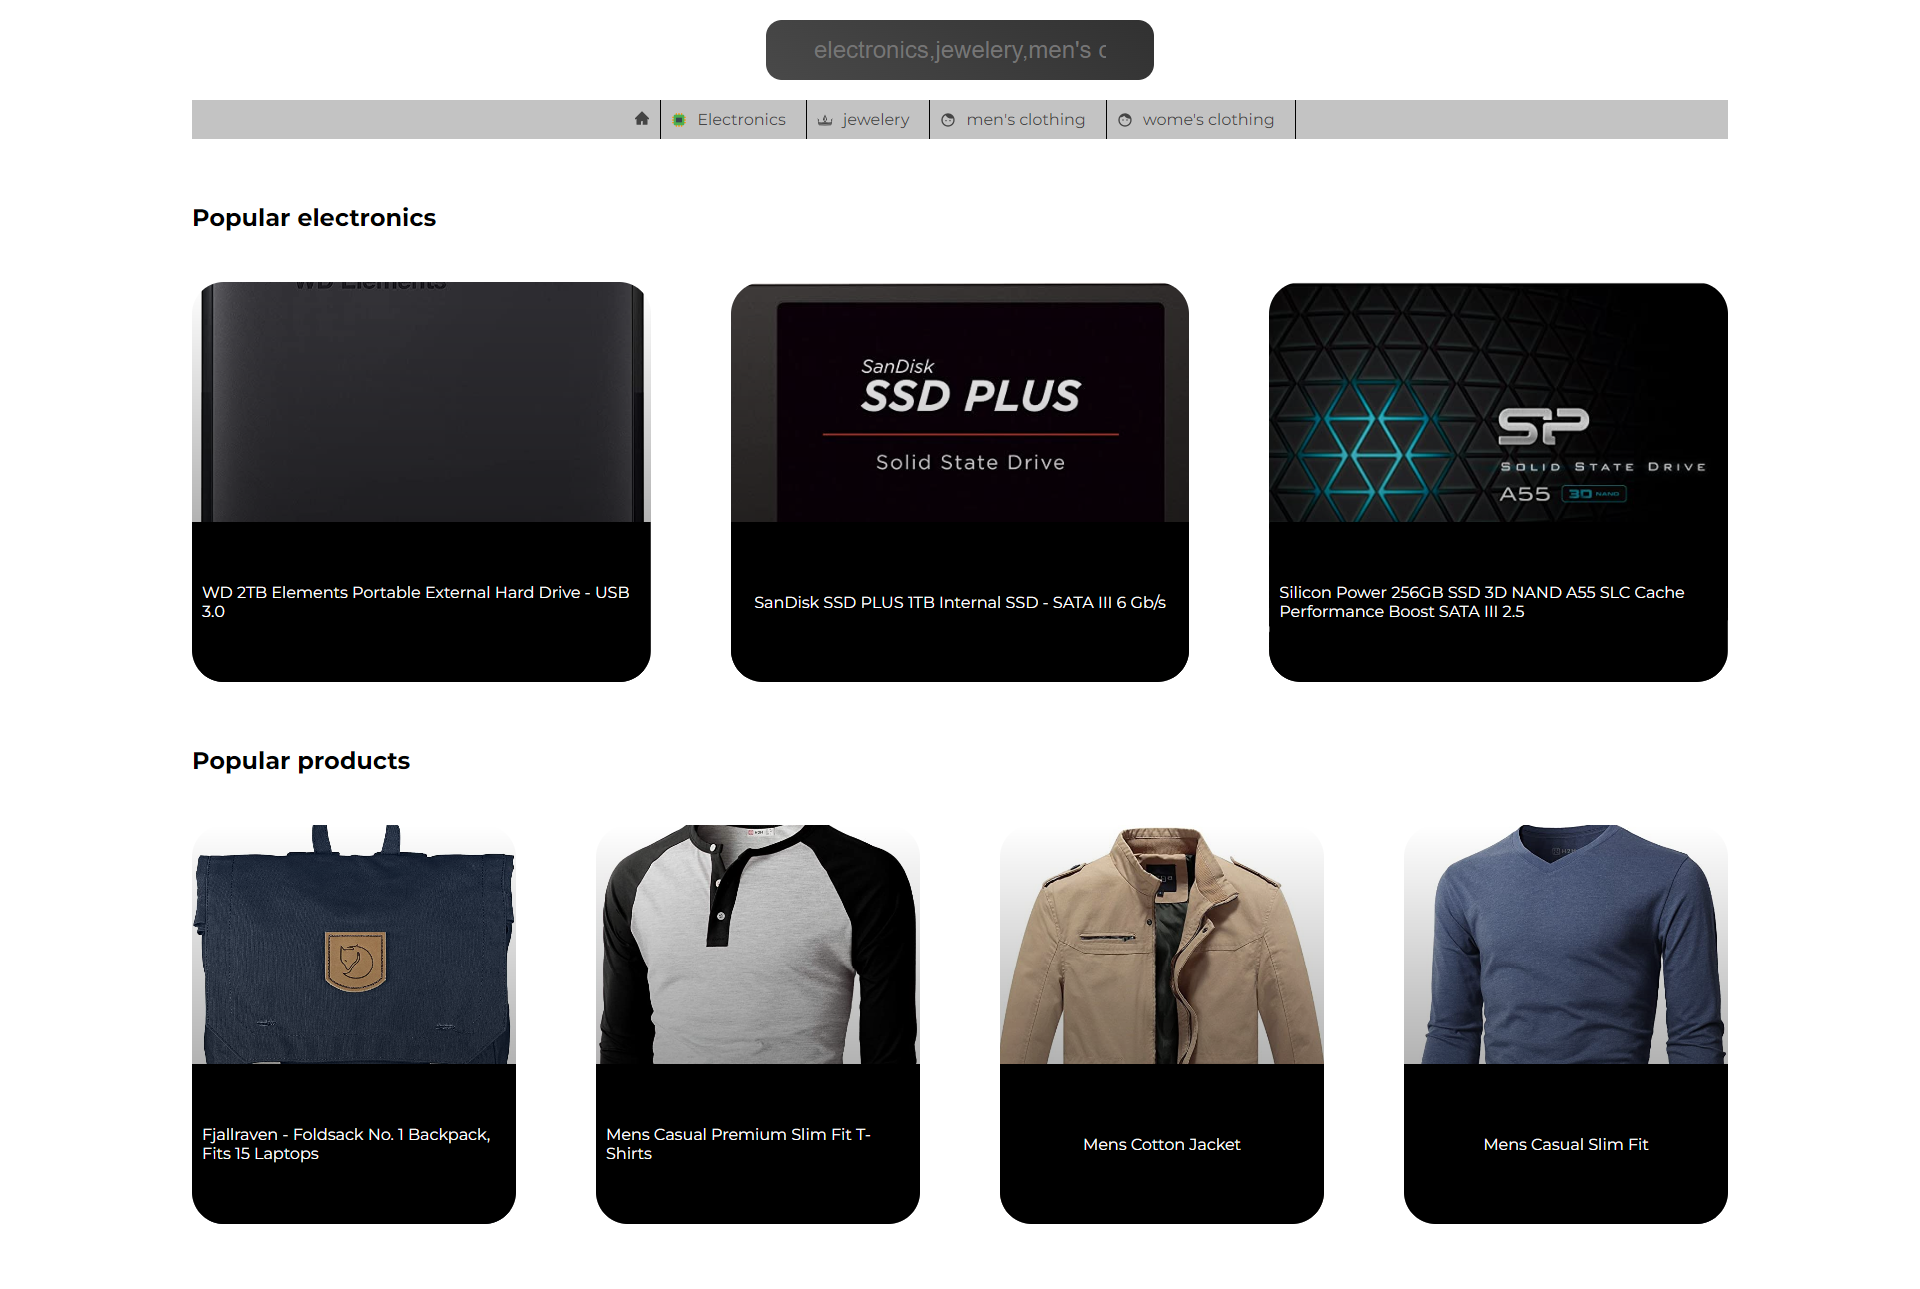 electronics,jewelery,men's c
Electronics
jewelery
men's clothing
wome's clothing
Popular electronics
WD Elements
SanDisk
SSD PLUS
Solid State Drive
SP
SOLID STATE DRIVE
A55 3D NAND
WD 2TB Elements Portable External Hard Drive - USB
3.0
SanDisk SSD PLUS 1TB Internal SSD - SATA III 6 Gb/s
Silicon Power 256GB SSD 3D NAND A55 SLC Cache
Performance Boost SATA III 2.5
Popular products
Fjallraven - Foldsack No. 1 Backpack,
Fits 15 Laptops
Mens Casual Premium Slim Fit T-
Shirts
Mens Cotton Jacket
Mens Casual Slim Fit